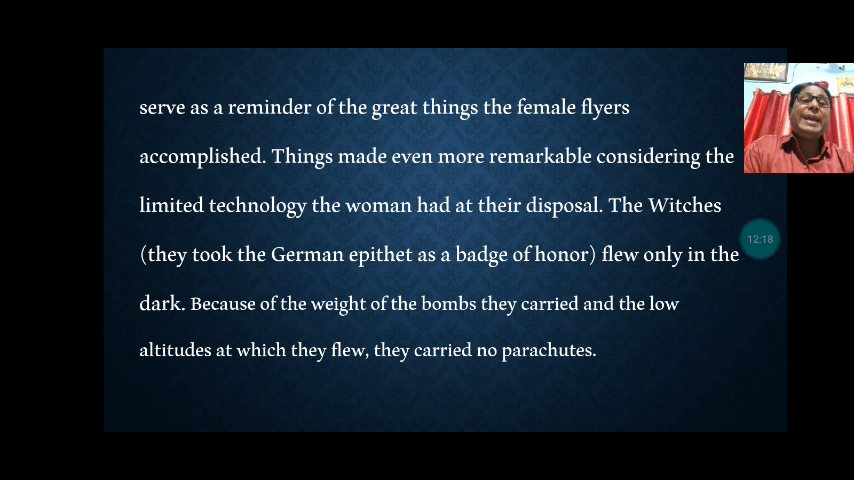 serve as a reminder of the great things the female flyers
accomplished. Things made even more remarkable considering the
limited technology the woman had at their disposal. The Witches
(they took the German epithet as a badge of honor) flew only in the
dark. Because of the weight of the bombs they carried and the low
altitudes at which they flew, they carried no parachutes.
12:18